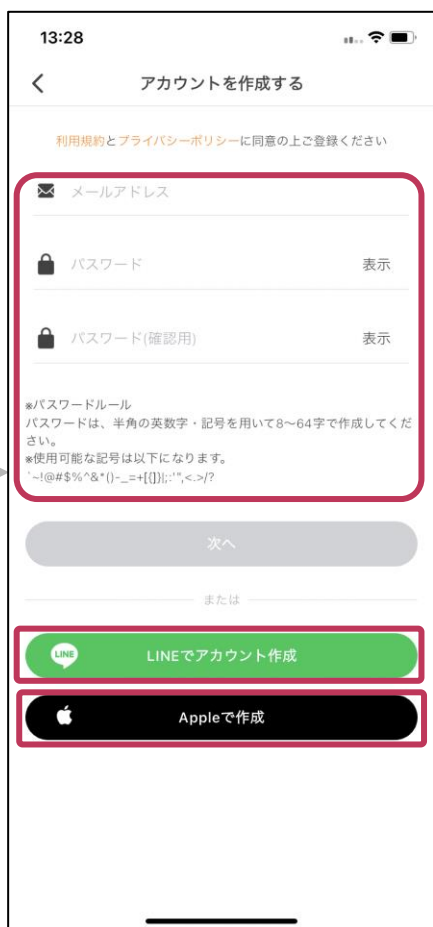 13:28
アカウントを作成する
利用規約とプライバシーポリシーに同意の上ご登録ください
メールアドレス
パスワード 表示
パスワード(確認用) 表示
※パスワードルール
パスワードは、半角の英数字・記号を用いて8〜64字で作成してくだ
さい。
※使用可能な記号は以下になります。
`~!@#$%^&*()-_=+[{]}|;:'",<.>/?
次へ
または
LINE LINEでアカウント作成
Appleで作成